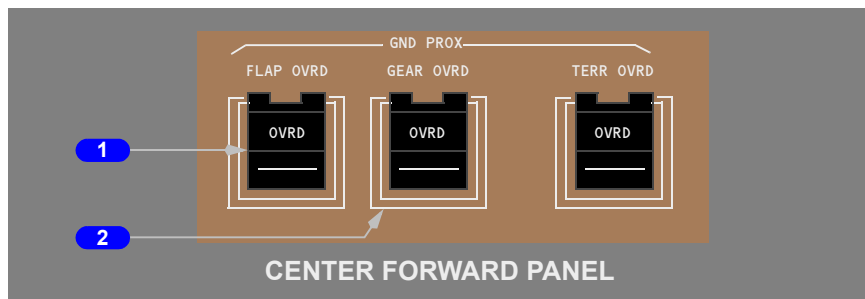 GND PROX
FLAP OVRD GEAR OVRD TERR OVRD
OVRD OVRD OVRD
1
2
CENTER FORWARD PANEL